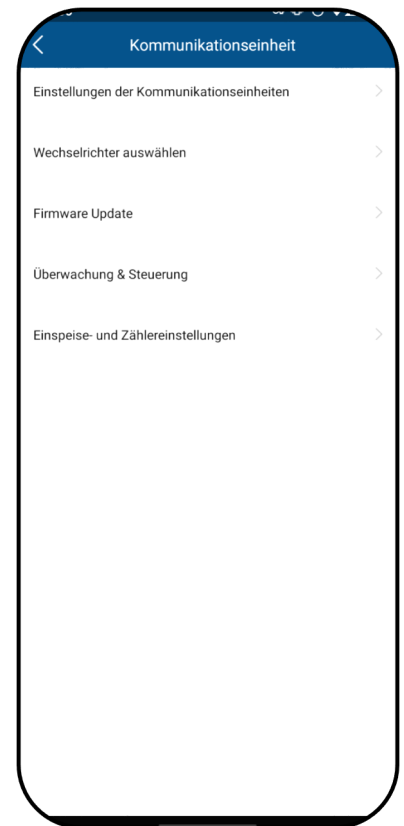 Kommunikationseinheit
Einstellungen der Kommunikationseinheiten
Wechselrichter auswählen
Firmware Update
Überwachung & Steuerung
Einspeise- und Zählereinstellungen